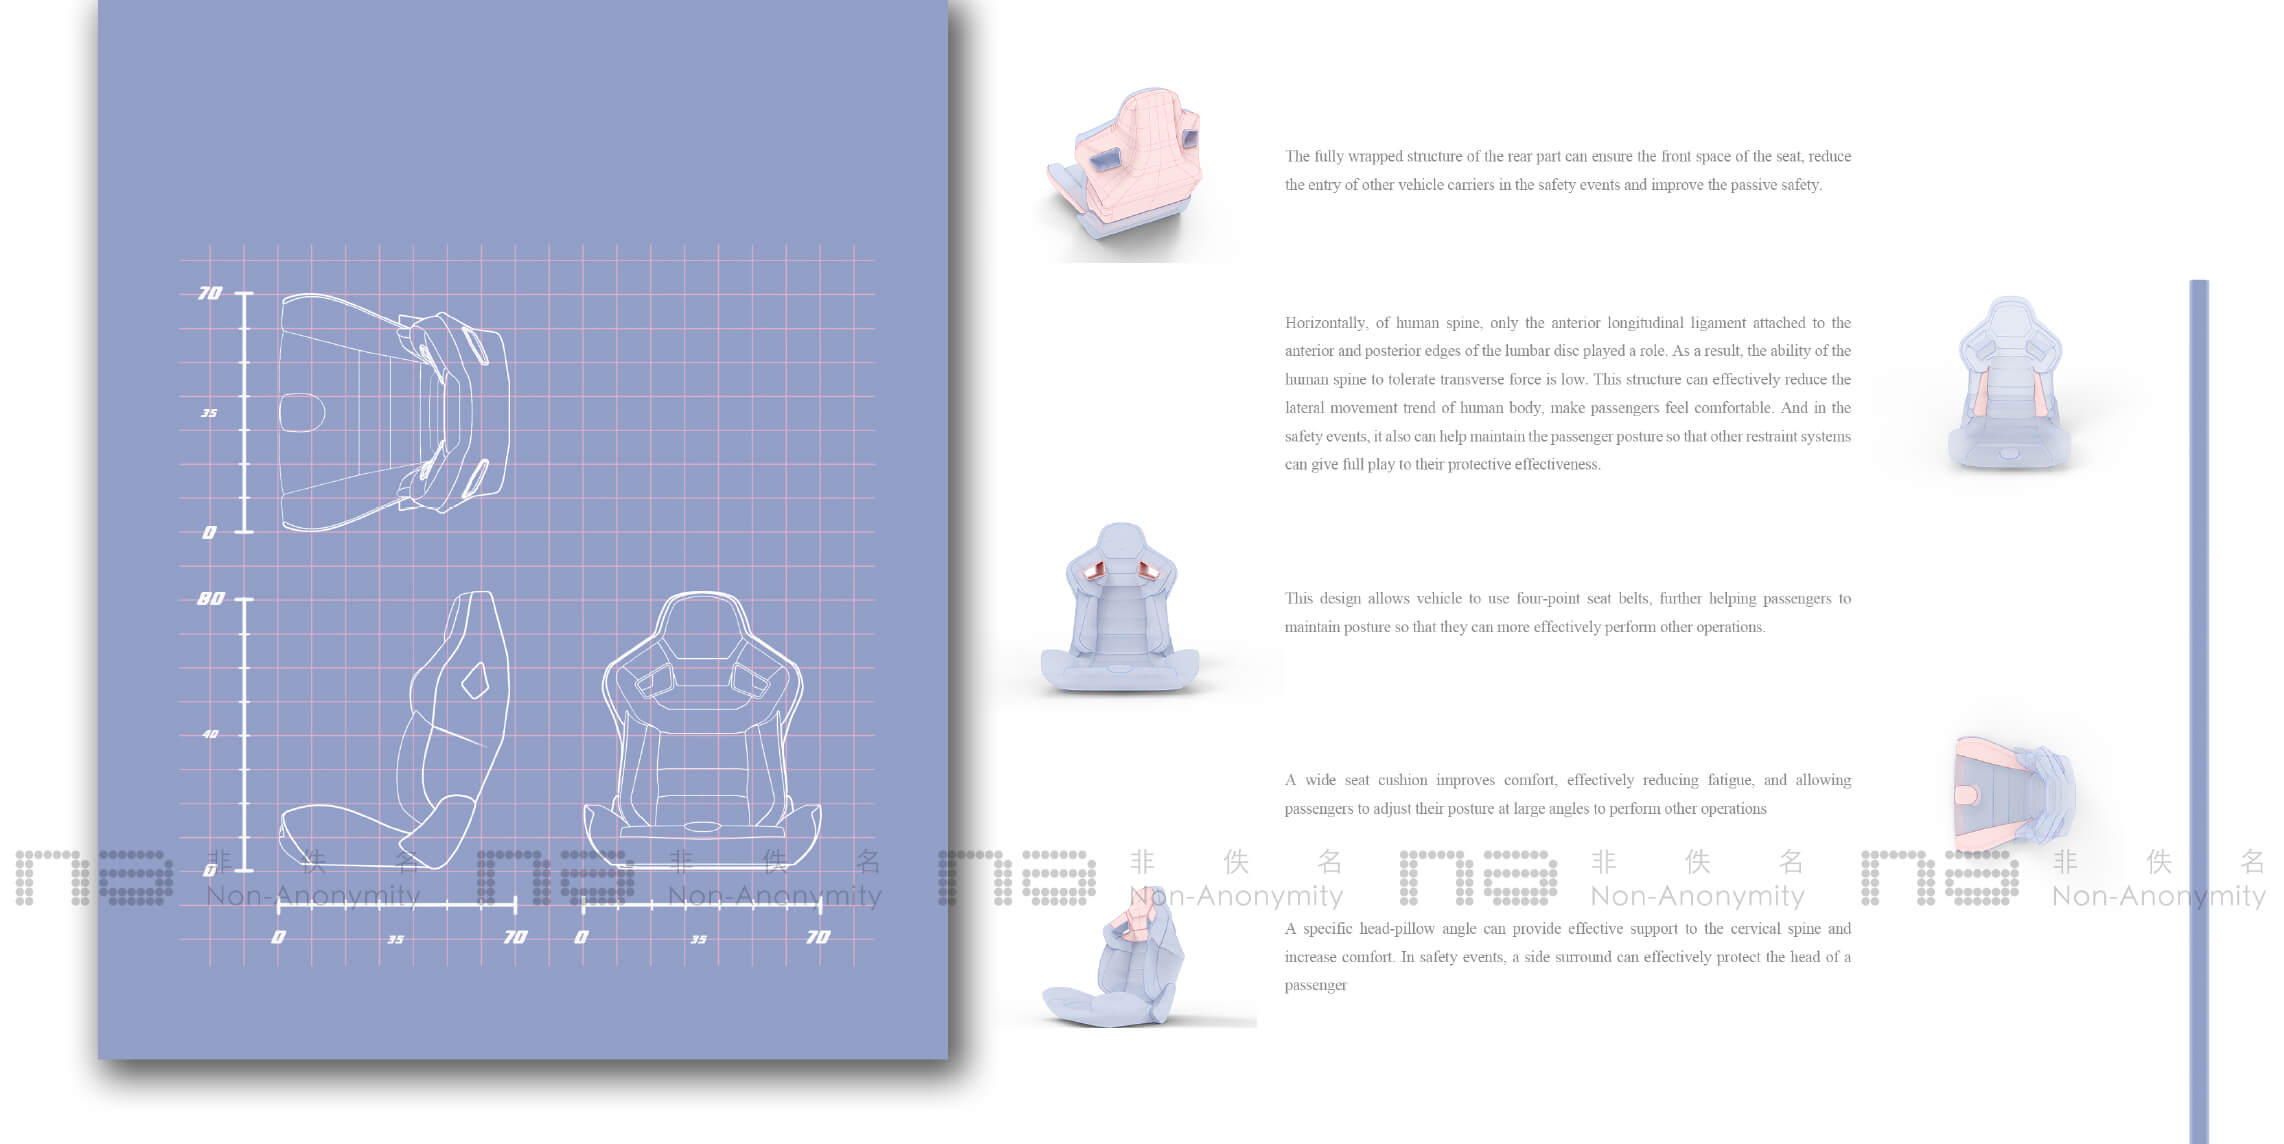 70
35
0
80
40
0
0 35 70 0 35 70
The fully wrapped structure of the rear part can ensure the front space of the seat, reduce
the entry of other vehicle carriers in the safety events and improve the passive safety.
Horizontally, of human spine, only the anterior longitudinal ligament attached to the
anterior and posterior edges of the lumbar disc played a role. As a result, the ability of the
human spine to tolerate transverse force is low. This structure can effectively reduce the
lateral movement trend of human body, make passengers feel comfortable. And in the
safety events, it also can help maintain the passenger posture so that other restraint systems
can give full play to their protective effectiveness.
This design allows vehicle to use four-point seat belts, further helping passengers to
maintain posture so that they can more effectively perform other operations.
A wide seat cushion improves comfort, effectively reducing fatigue, and allowing
passengers to adjust their posture at large angles to perform other operations
A specific head-pillow angle can provide effective support to the cervical spine and
increase comfort. In safety events, a side surround can effectively protect the head of a
passenger
na 非佚名 na 非佚名 na 非佚名 na 非佚名 na 非佚名
Non-Anonymity Non-Anonymity Non-Anonymity Non-Anonymity Non-Anonymity